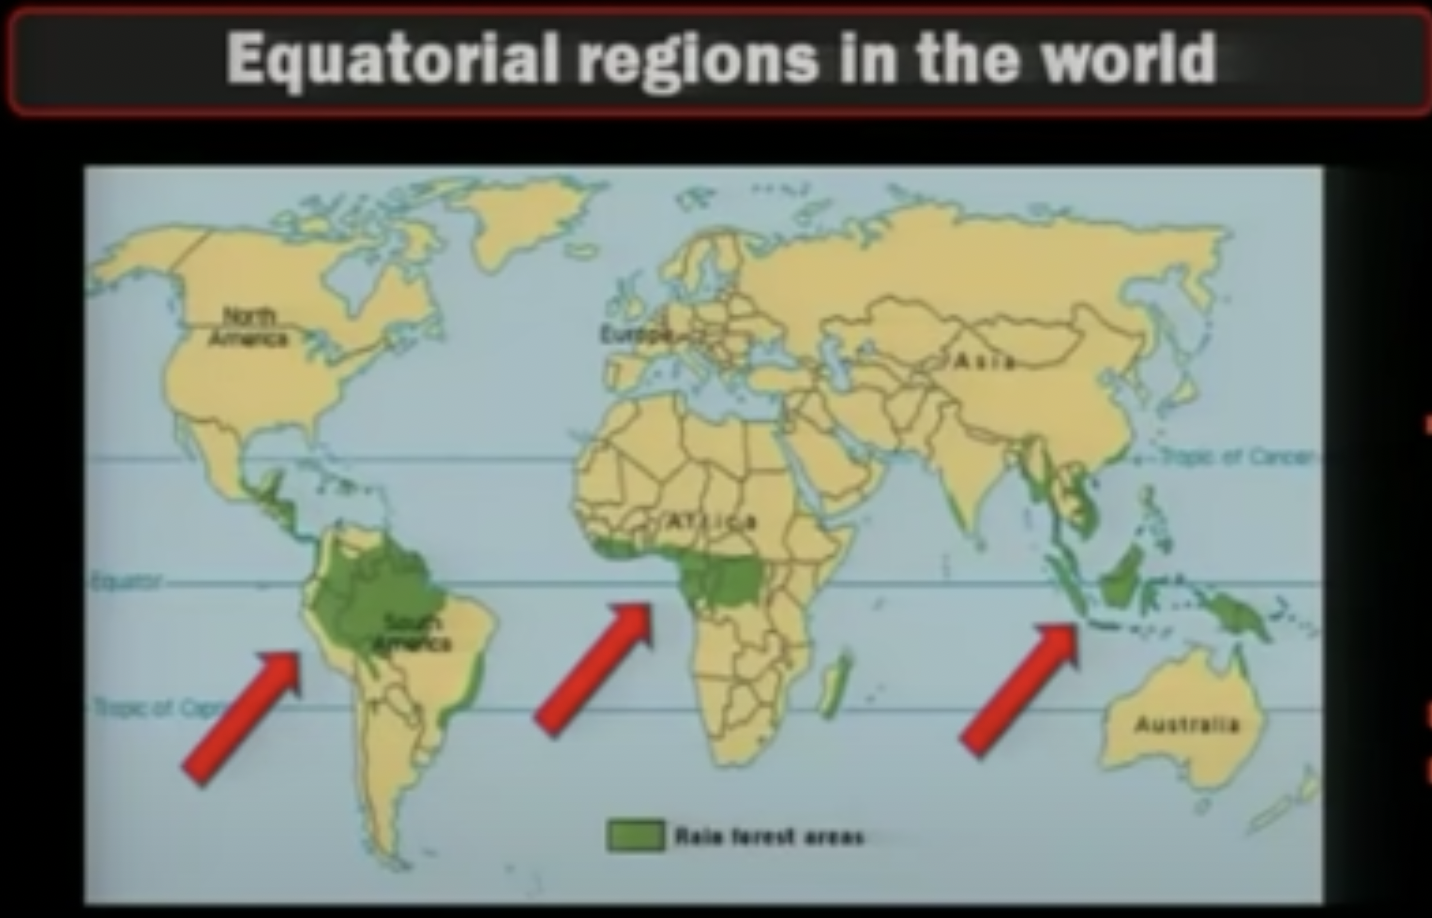 Equatorial regions in the world
North
America
Europe
Asia
Tropic of Cancer
Africa
Equator
South
America
Tropic of Capr
Australia
Rain forest areas